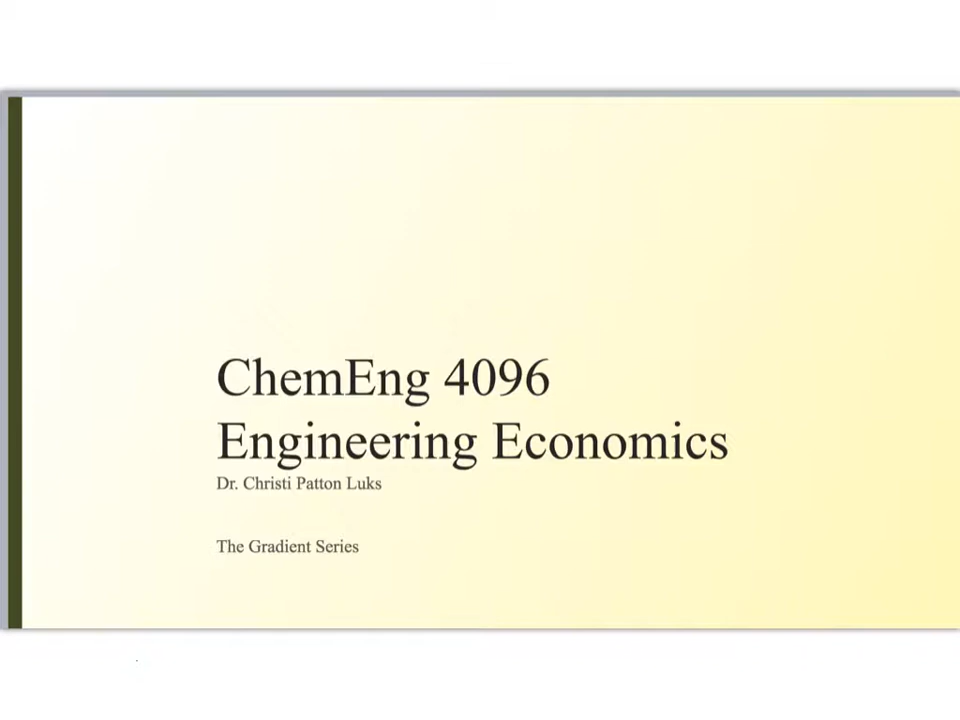 ChemEng 4096
Engineering Economics
Dr. Christi Patton Luks
The Gradient Series